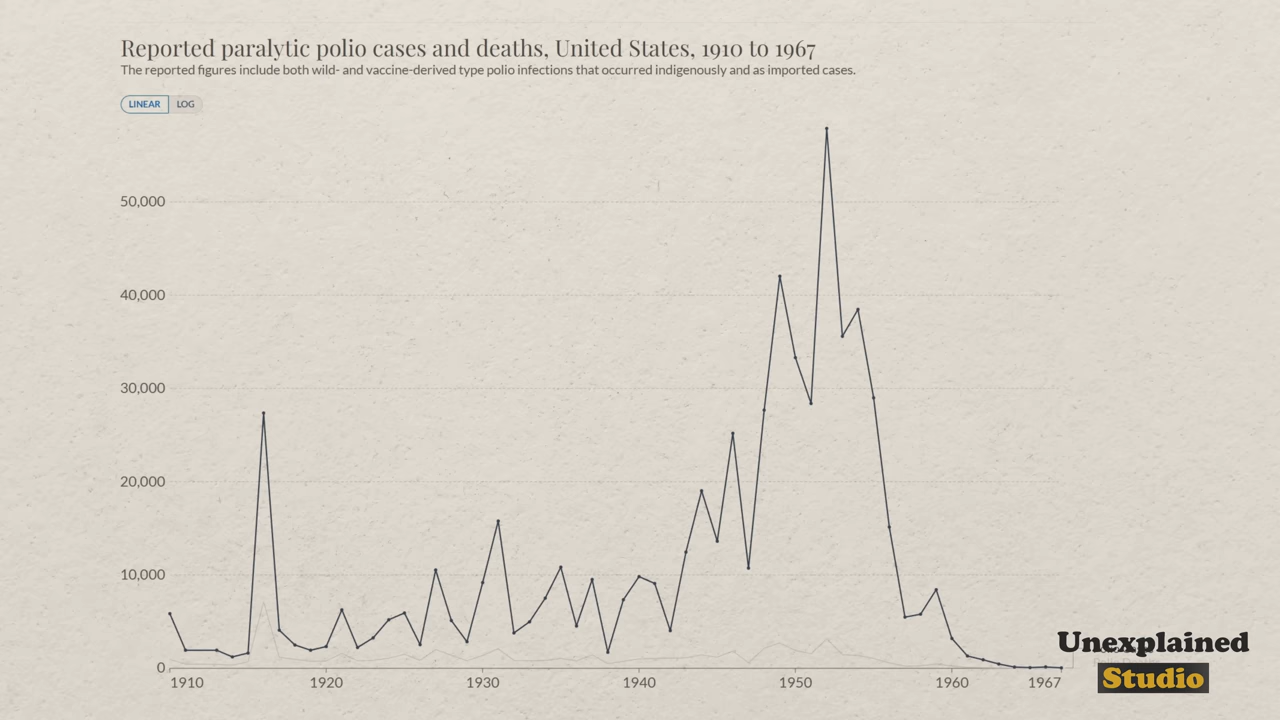 Reported paralytic polio cases and deaths, United States, 1910 to 1967
The reported figures include both wild- and vaccine-derived type polio infections that occurred indigenously and as imported cases.
LINEAR LOG
50,000
40,000
30,000
20,000
10,000
0
1910 1920 1930 1940 1950 1960 1967
Unexplained
Studio